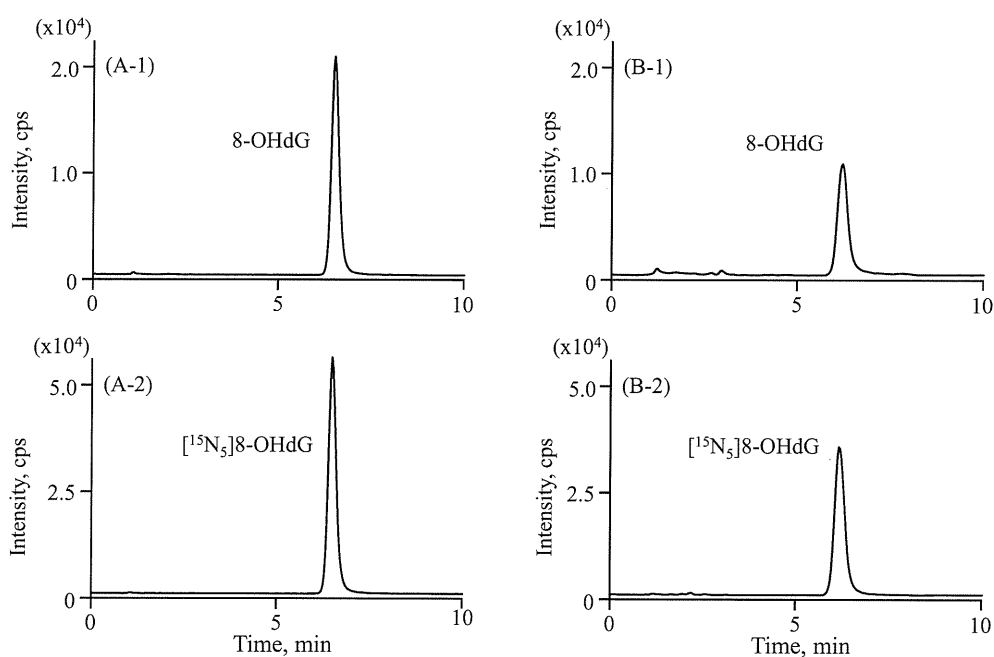 (x10⁴)
2.0
(A-1)
8-OHdG
1.0
0
Intensity, cps
0 5 10
(x10⁴)
2.0
(B-1)
8-OHdG
1.0
0
Intensity, cps
0 5 10
(x10⁴)
5.0
(A-2)
[¹⁵N₅]8-OHdG
2.5
0
Intensity, cps
0 5 10
Time, min
(x10⁴)
5.0
(B-2)
[¹⁵N₅]8-OHdG
2.5
0
Intensity, cps
0 5 10
Time, min